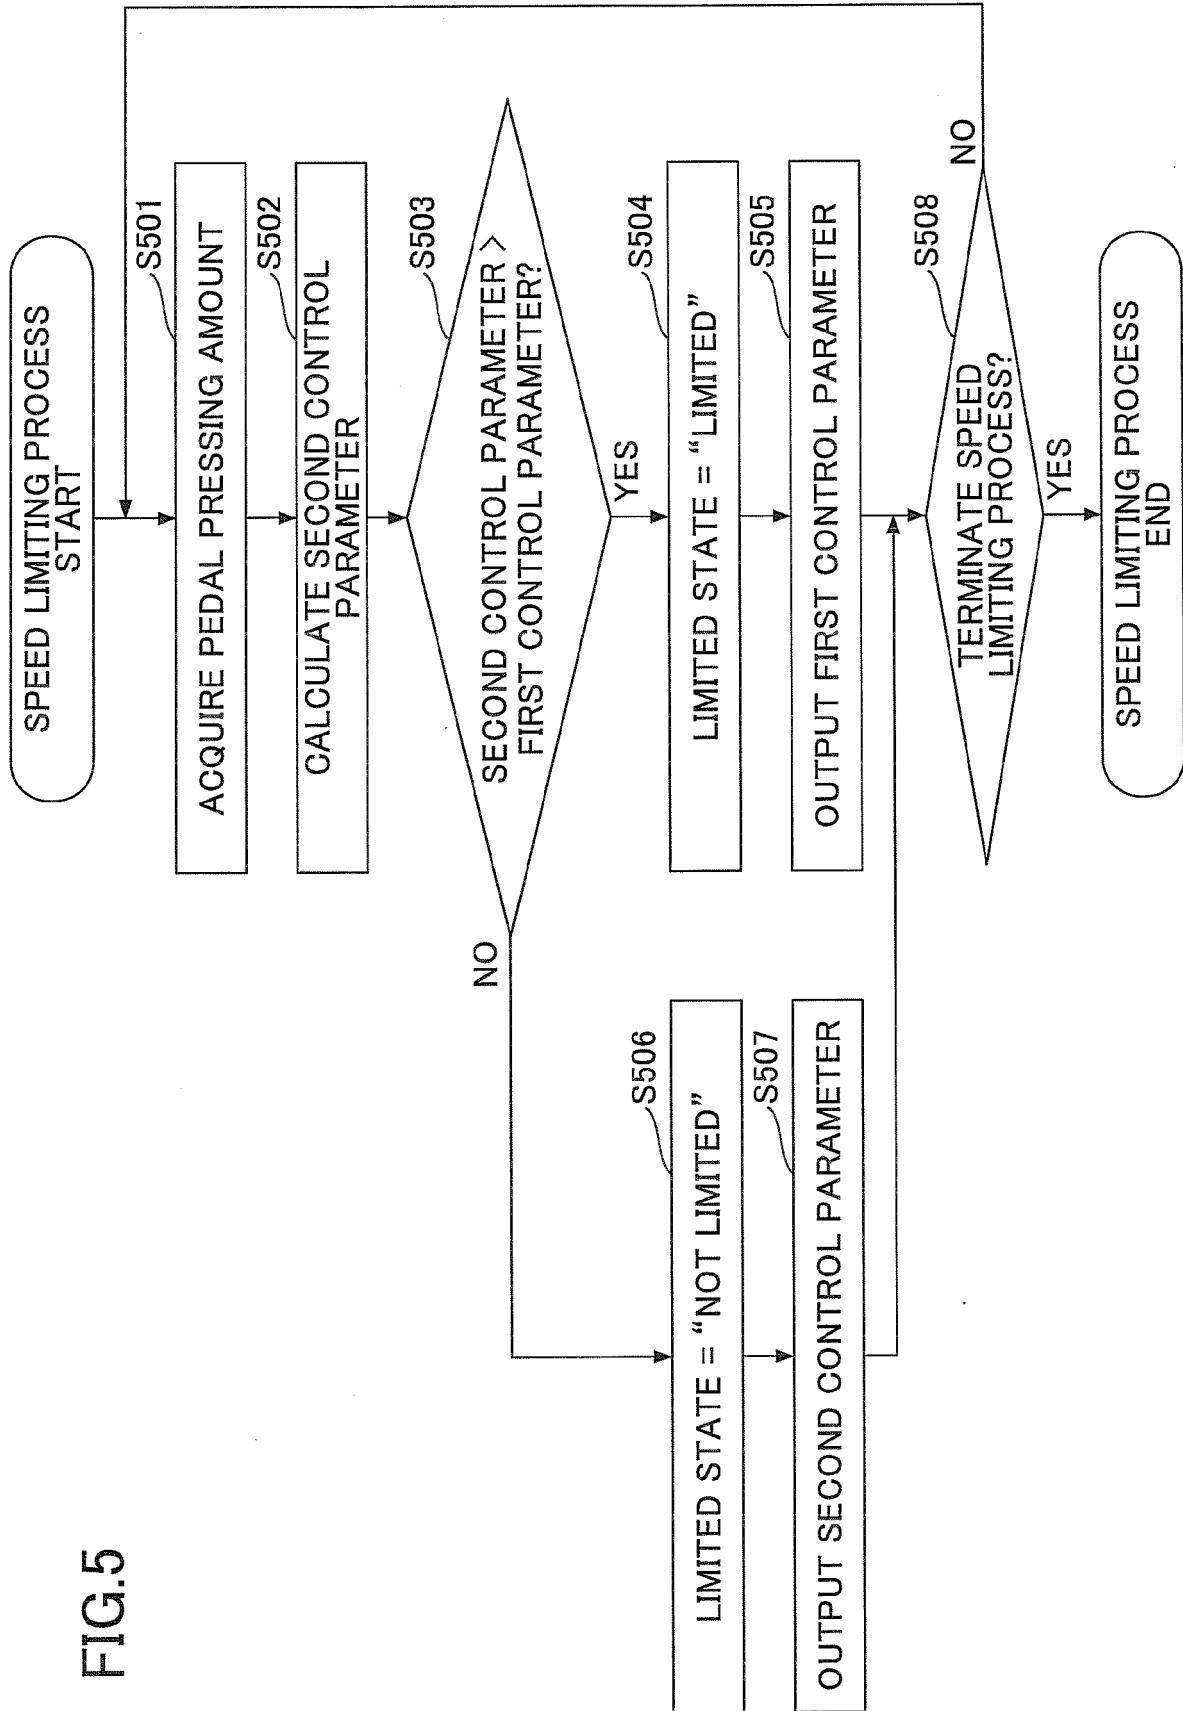 FIG.5
SPEED LIMITING PROCESS
START
S501
ACQUIRE PEDAL PRESSING AMOUNT
S502
CALCULATE SECOND CONTROL
PARAMETER
S503
SECOND CONTROL PARAMETER >
FIRST CONTROL PARAMETER?
NO
YES
S506
LIMITED STATE = “NOT LIMITED”
S504
LIMITED STATE = “LIMITED”
S507
OUTPUT SECOND CONTROL PARAMETER
S505
OUTPUT FIRST CONTROL PARAMETER
S508
TERMINATE SPEED
LIMITING PROCESS?
NO
YES
SPEED LIMITING PROCESS
END